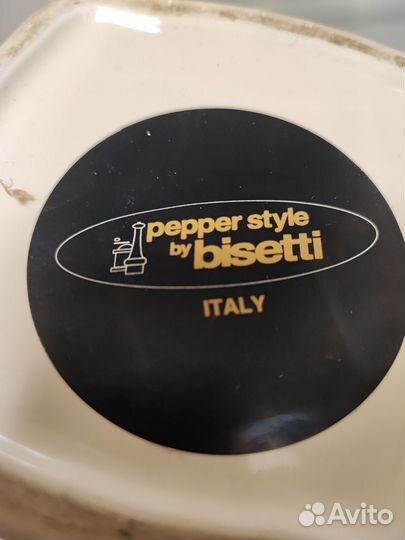 pepper style
by bisetti
ITALY
Avito